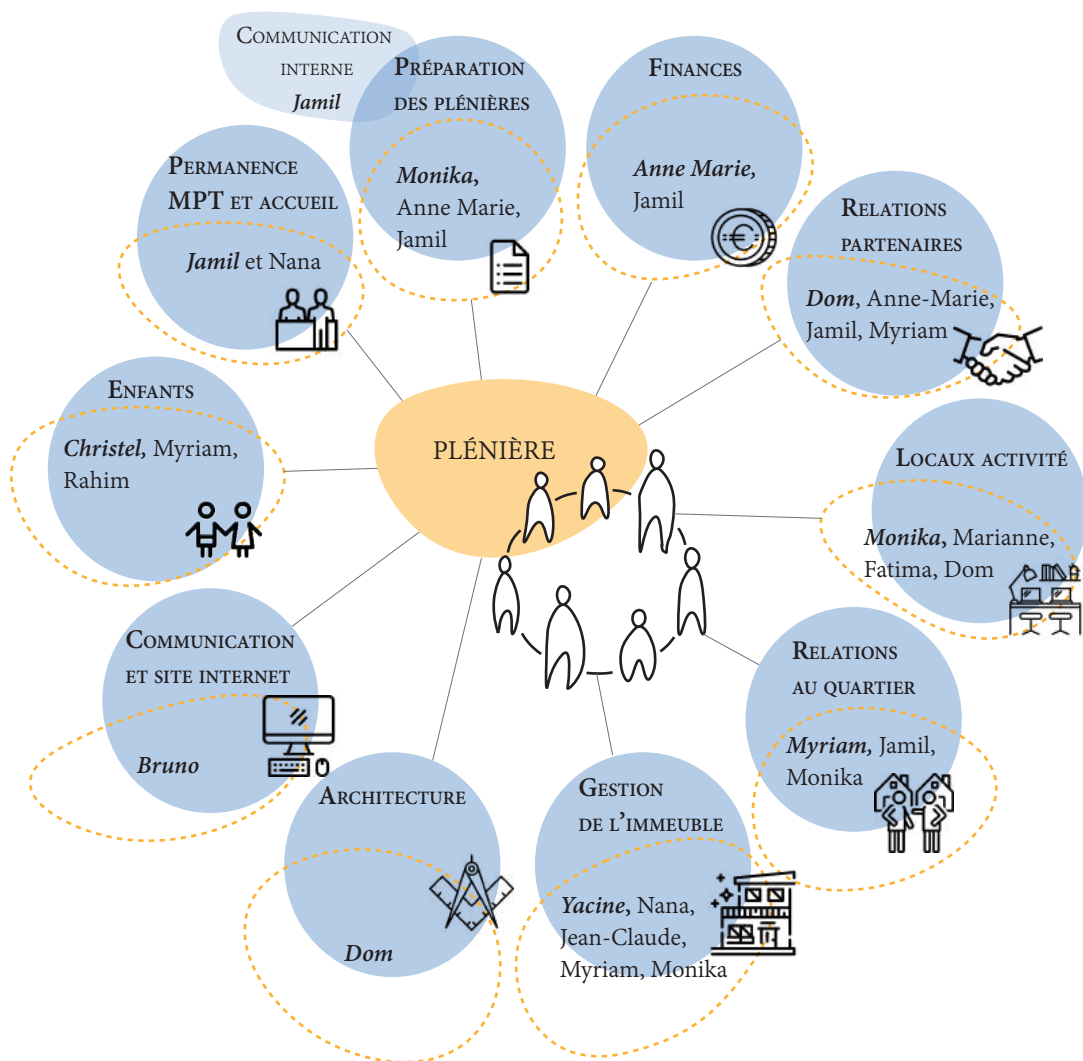 Communication
interne
Jamil
Préparation
des plénières
Monika,
Anne Marie,
Jamil
Finances
Anne Marie,
Jamil
Permanence
MPT et accueil
Jamil et Nana
Relations
partenaires
Dom, Anne-Marie,
Jamil, Myriam
Enfants
Christel, Myriam,
Rahim
PLÉNIÈRE
Locaux activité
Monika, Marianne,
Fatima, Dom
Communication
et site internet
Bruno
Relations
au quartier
Myriam, Jamil,
Monika
Architecture
Dom
Gestion
de l'immeuble
Yacine, Nana,
Jean-Claude,
Myriam, Monika